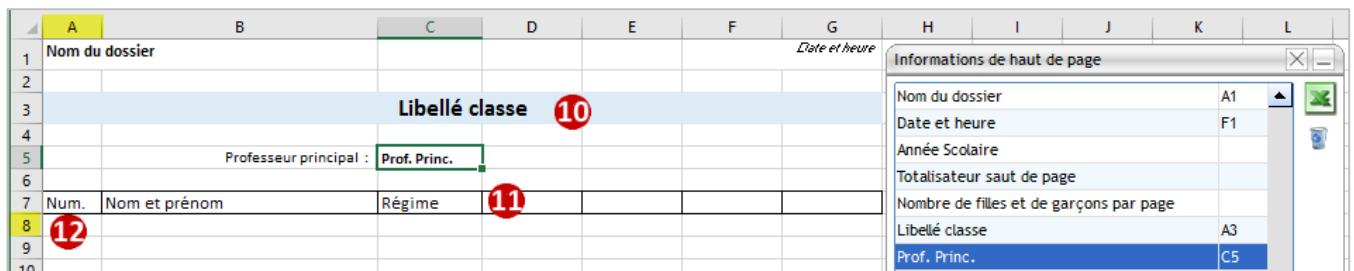 A B C D E F G H I J K L
1 Nom du dossier Date et heure
2
3 Libellé classe 10
4
5 Professeur principal : Prof. Princ.
6
7 Num. Nom et prénom Régime 11
8 12
9
10
Informations de haut de page
Nom du dossier A1
Date et heure F1
Année Scolaire
Totalisateur saut de page
Nombre de filles et de garçons par page
Libellé classe A3
Prof. Princ. C5